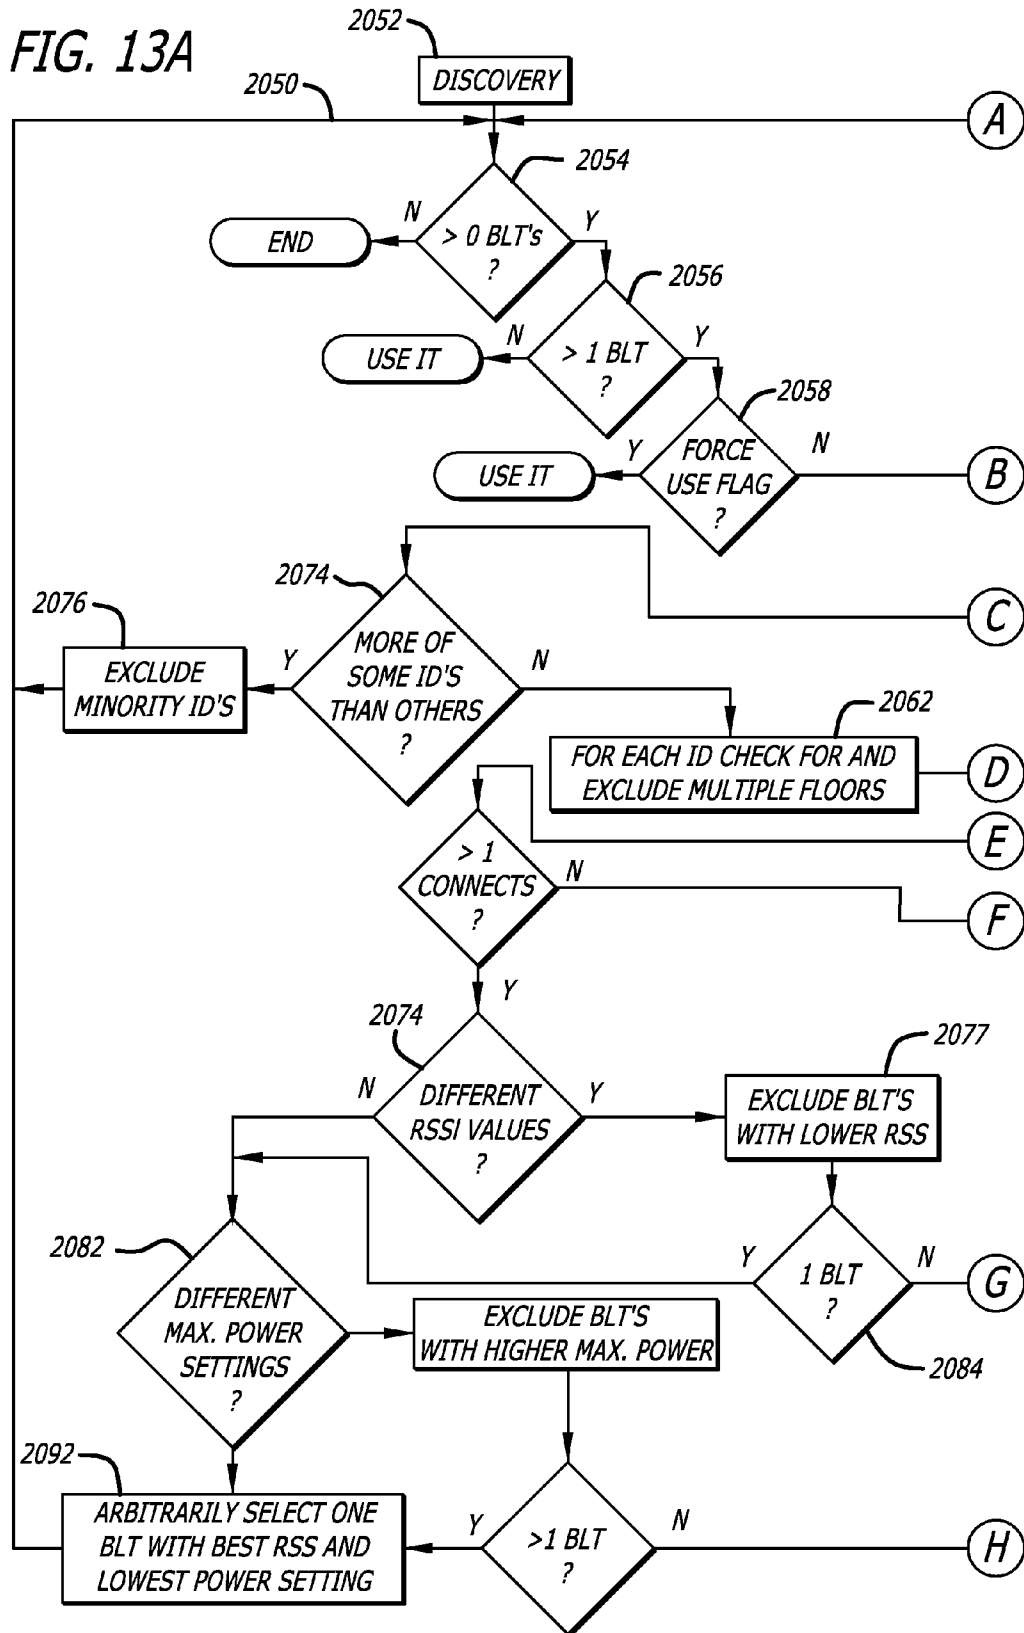 FIG. 13A
2052
DISCOVERY
2050
A
2054
> 0 BLT's
?
N
Y
END
2056
> 1 BLT
?
N
Y
USE IT
2058
FORCE
USE FLAG
?
Y
N
USE IT
B
C
2074
MORE OF
SOME ID'S
THAN OTHERS
?
Y
N
2076
EXCLUDE
MINORITY ID'S
2062
FOR EACH ID CHECK FOR AND
EXCLUDE MULTIPLE FLOORS
D
E
> 1
CONNECTS
?
N
F
Y
2074
DIFFERENT
RSSI VALUES
?
N
Y
2077
EXCLUDE BLT'S
WITH LOWER RSS
1 BLT
?
Y
N
G
2084
2082
DIFFERENT
MAX. POWER
SETTINGS
?
EXCLUDE BLT'S
WITH HIGHER MAX. POWER
2092
ARBITRARILY SELECT ONE
BLT WITH BEST RSS AND
LOWEST POWER SETTING
>1 BLT
?
Y
N
H